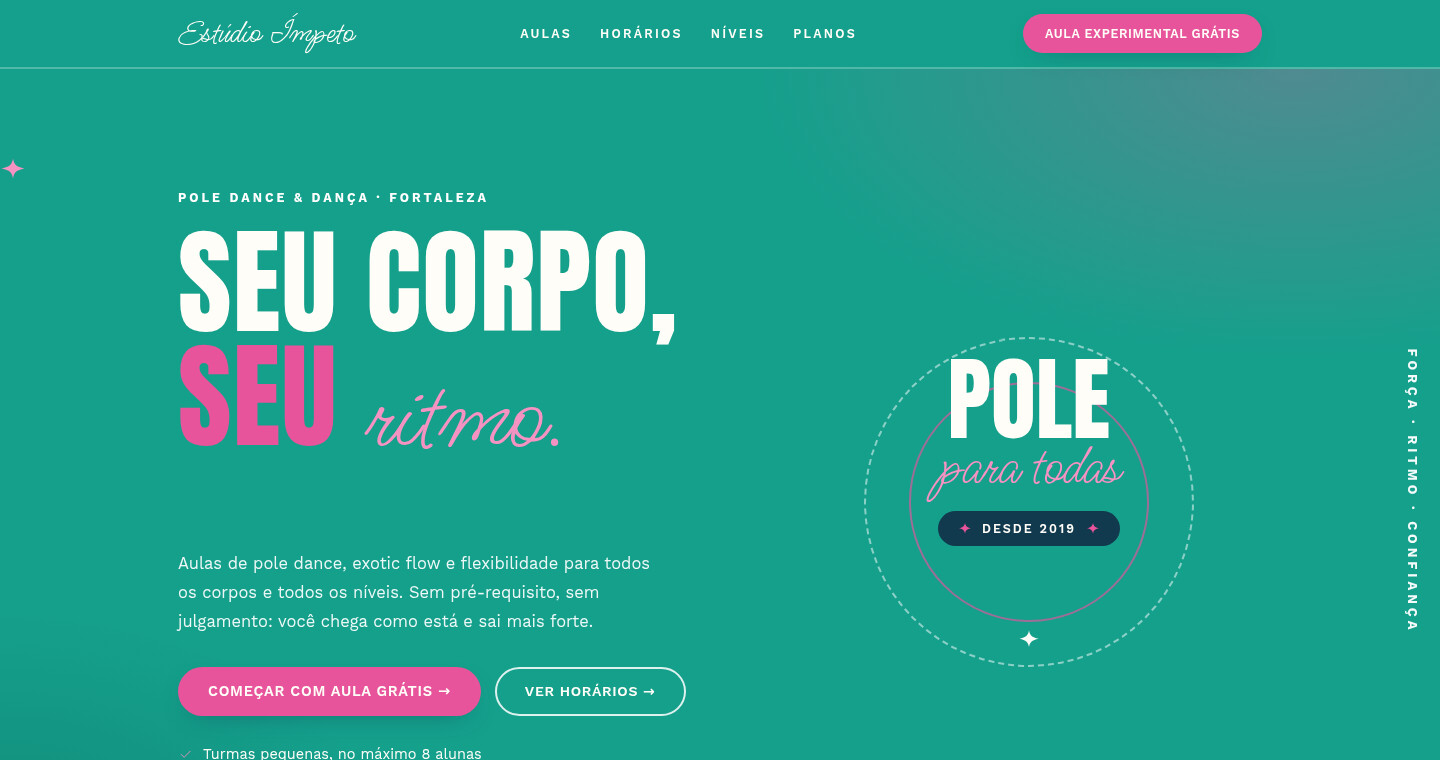 Estúdio Ímpeto
AULAS
HORÁRIOS
NÍVEIS
PLANOS
AULA EXPERIMENTAL GRÁTIS
POLE DANCE & DANÇA · FORTALEZA
SEU CORPO,
SEU ritmo.
Aulas de pole dance, exotic flow e flexibilidade para todos
os corpos e todos os níveis. Sem pré-requisito, sem
julgamento: você chega como está e sai mais forte.
COMEÇAR COM AULA GRÁTIS →
VER HORÁRIOS →
Turmas pequenas, no máximo 8 alunas
POLE
para todas
✦ DESDE 2019 ✦
FORÇA · RITMO · CONFIANÇA